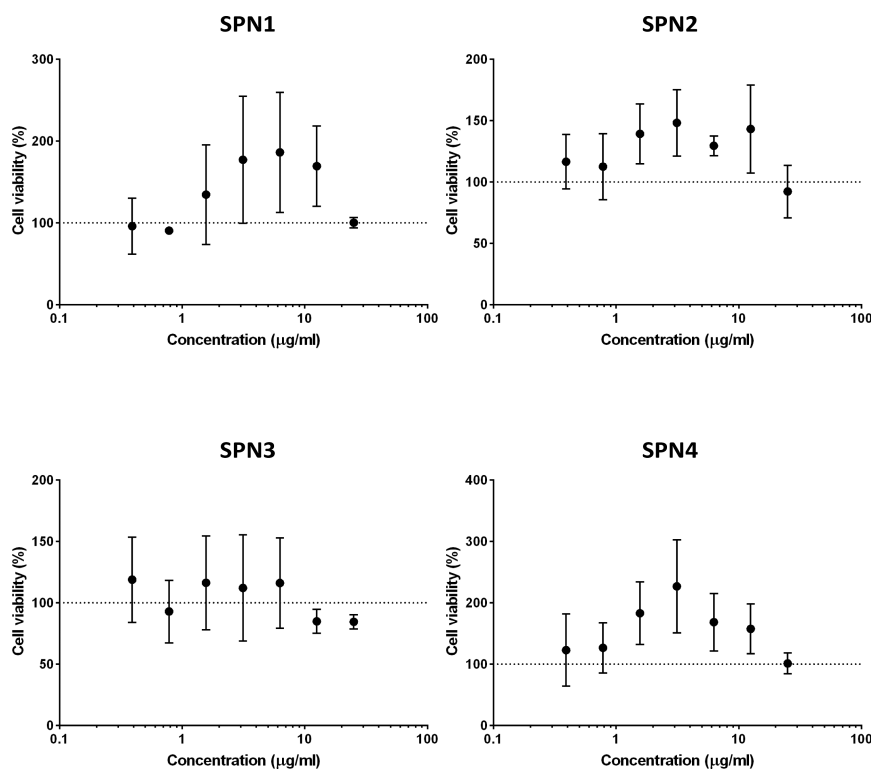 SPN1
300
200
100
0
Cell viability (%)
0.1 1 10 100
Concentration (μg/ml)
SPN2
200
150
100
50
0
Cell viability (%)
0.1 1 10 100
Concentration (μg/ml)
SPN3
200
150
100
50
0
Cell viability (%)
0.1 1 10 100
Concentration (μg/ml)
SPN4
400
300
200
100
0
Cell viability (%)
0.1 1 10 100
Concentration (μg/ml)